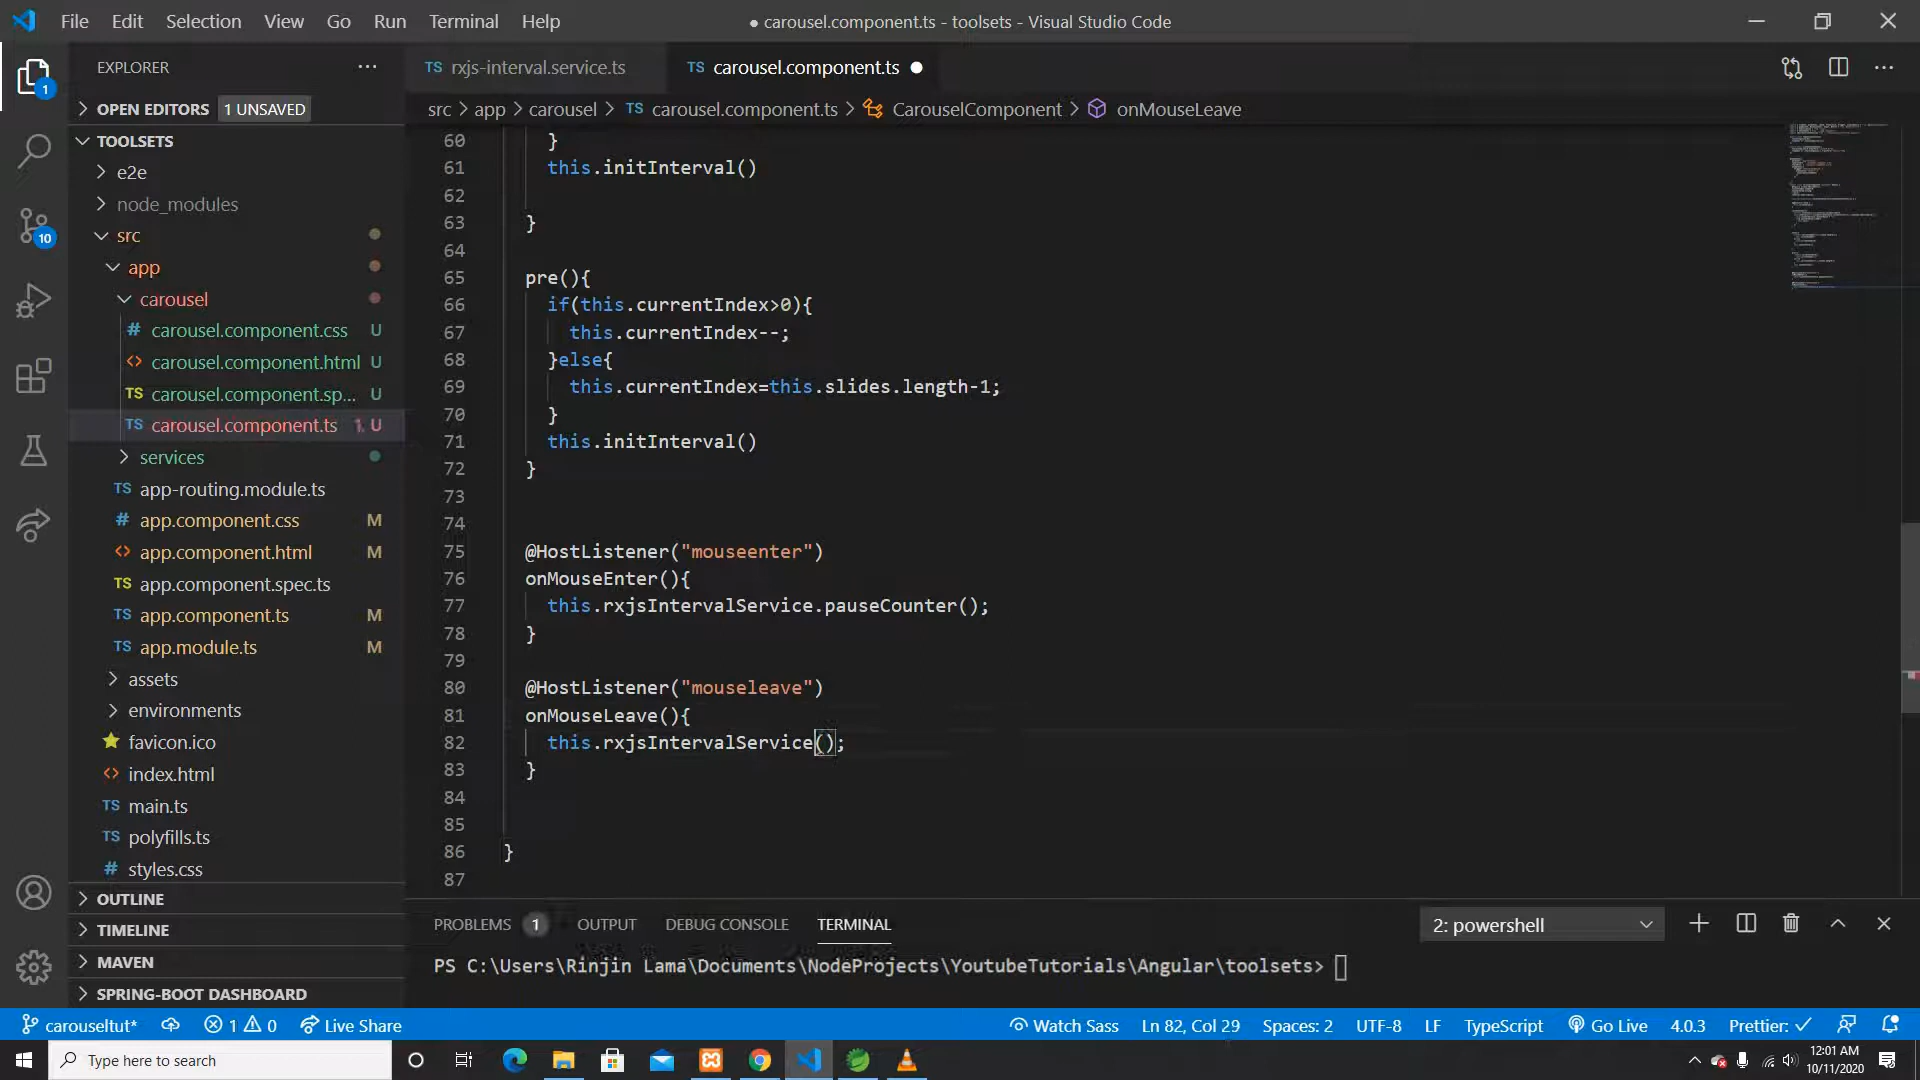 File Edit Selection View Go Run Terminal Help
● carousel.component.ts - toolsets - Visual Studio Code
EXPLORER
OPEN EDITORS 1 UNSAVED
TOOLSETS
e2e
node_modules
src
app
carousel
# carousel.component.css U
<> carousel.component.html U
TS carousel.component.sp... U
TS carousel.component.ts 1, U
services
TS app-routing.module.ts
# app.component.css M
<> app.component.html M
TS app.component.spec.ts
TS app.component.ts M
TS app.module.ts M
assets
environments
favicon.ico
<> index.html
TS main.ts
TS polyfills.ts
# styles.css
OUTLINE
TIMELINE
MAVEN
SPRING-BOOT DASHBOARD
1
10
TS rxjs-interval.service.ts
TS carousel.component.ts ●
src > app > carousel > TS carousel.component.ts > CarouselComponent > onMouseLeave
60 }
61 this.initInterval()
62
63 }
64
65 pre(){
66 if(this.currentIndex>0){
67 this.currentIndex--;
68 }else{
69 this.currentIndex=this.slides.length-1;
70 }
71 this.initInterval()
72 }
73
74
75 @HostListener("mouseenter")
76 onMouseEnter(){
77 this.rxjsIntervalService.pauseCounter();
78 }
79
80 @HostListener("mouseleave")
81 onMouseLeave(){
82 this.rxjsIntervalService();
83 }
84
85
86 }
87
PROBLEMS 1 OUTPUT DEBUG CONSOLE TERMINAL
2: powershell
PS C:\Users\Rinjin Lama\Documents\NodeProjects\YoutubeTutorials\Angular\toolsets>
carouseltut* 1 0 Live Share
Watch Sass Ln 82, Col 29 Spaces: 2 UTF-8 LF TypeScript Go Live 4.0.3 Prettier: ✓
Type here to search
12:01 AM
10/11/2020